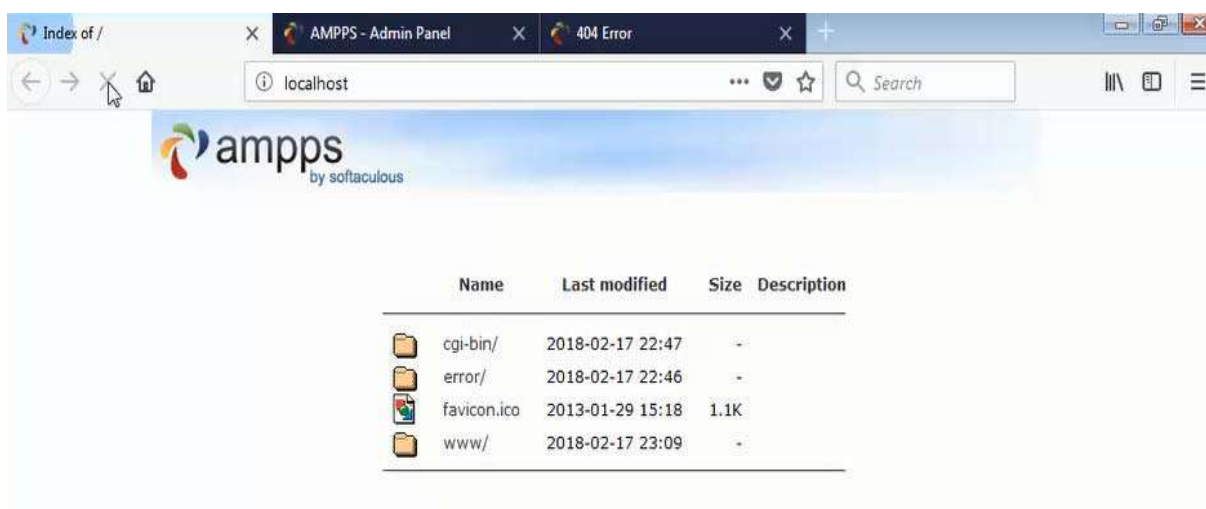 Index of /
AMPPS - Admin Panel
404 Error
localhost
Search
ampps
by softaculous
Name Last modified Size Description
cgi-bin/ 2018-02-17 22:47 -
error/ 2018-02-17 22:46 -
favicon.ico 2013-01-29 15:18 1.1K
www/ 2018-02-17 23:09 -